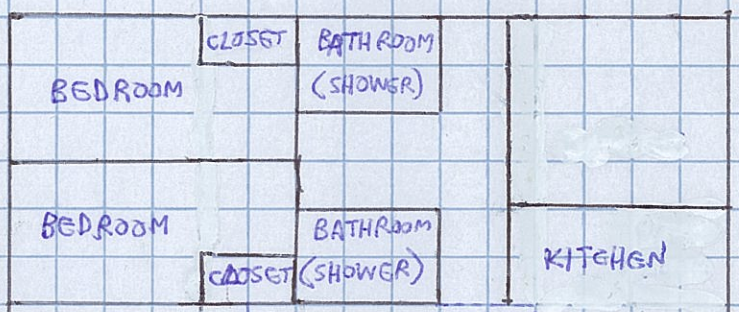 CLOSET
BATHROOM
(SHOWER)
BEDROOM
BEDROOM
BATHROOM
(SHOWER)
CLOSET
KITCHEN